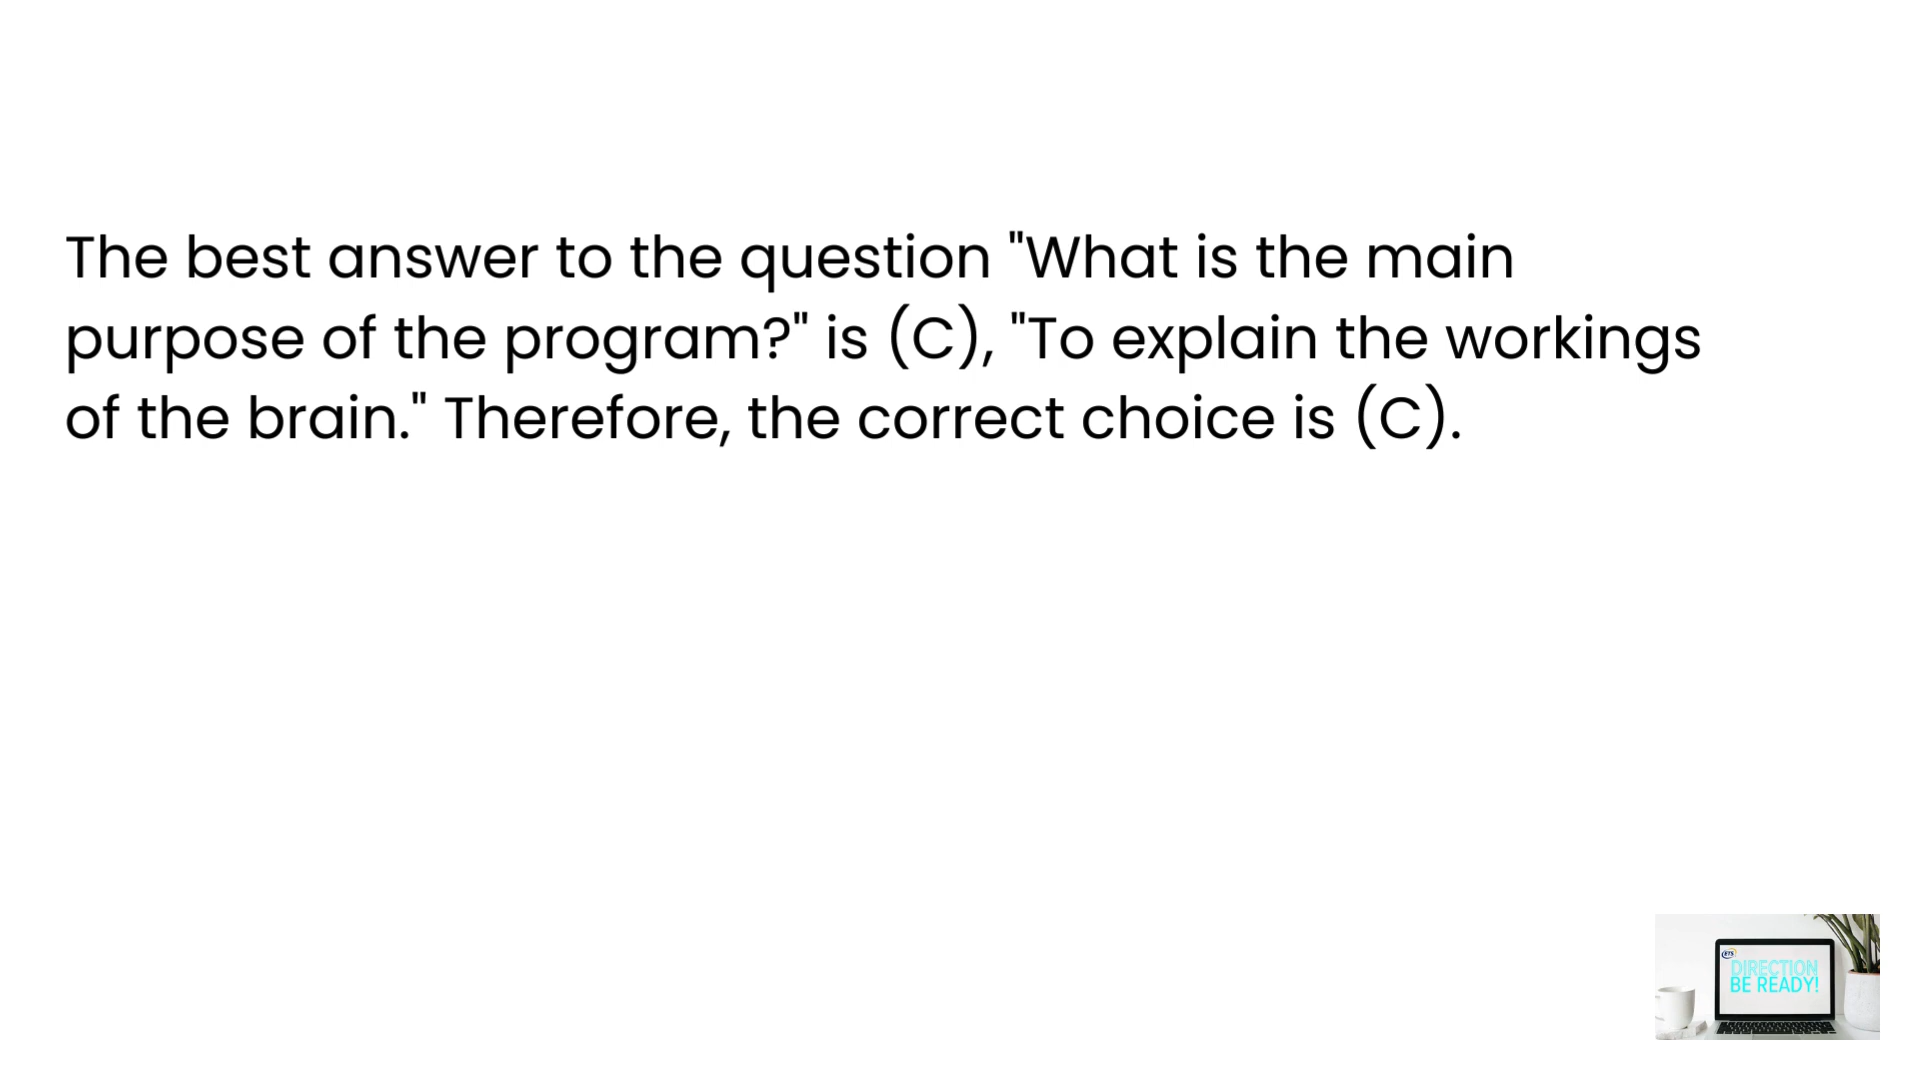 The best answer to the question "What is the main
purpose of the program?" is (C), "To explain the workings
of the brain." Therefore, the correct choice is (C).
ETS
DIRECTION
BE READY!